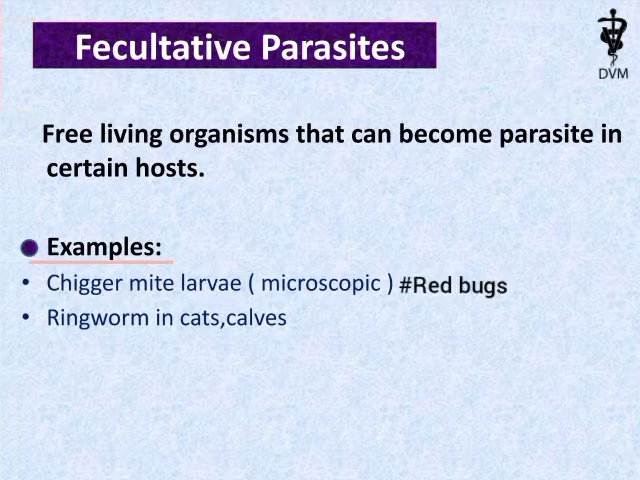 Fecultative Parasites
DVM
Free living organisms that can become parasite in
certain hosts.
Examples:
• Chigger mite larvae ( microscopic ) #Red bugs
• Ringworm in cats,calves